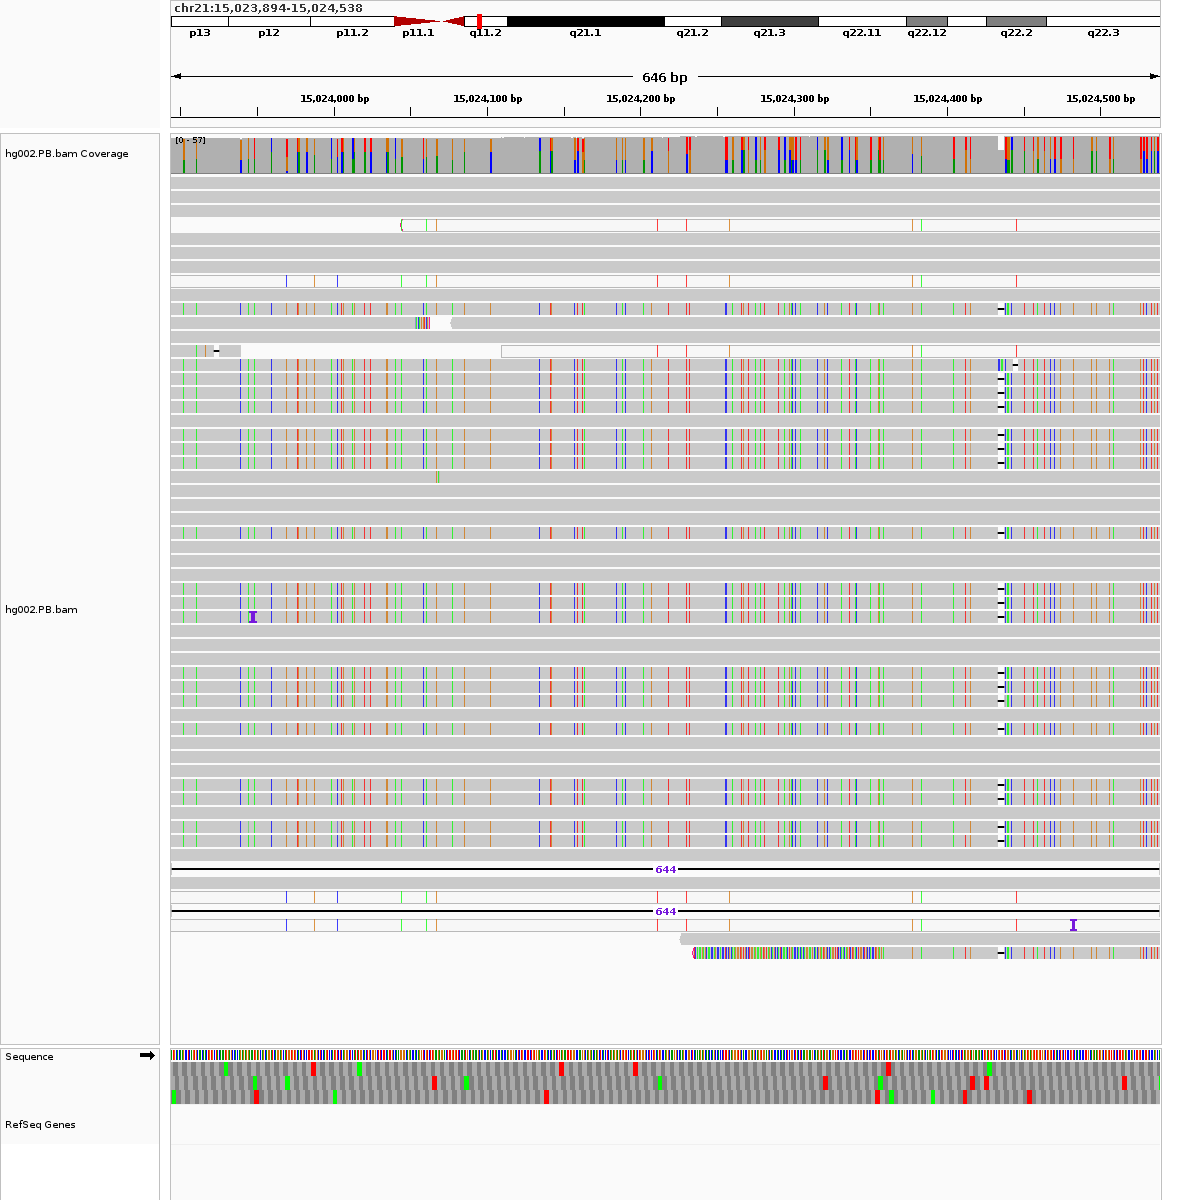 chr21:15,023,894-15,024,538
p13 p12 p11.2 p11.1 q11.2 q21.1 q21.2 q21.3 q22.11 q22.12 q22.2 q22.3
646 bp
15,024,000 bp 15,024,100 bp 15,024,200 bp 15,024,300 bp 15,024,400 bp 15,024,500 bp
[0 - 57]
hg002.PB.bam Coverage
hg002.PB.bam
644
644
Sequence
RefSeq Genes